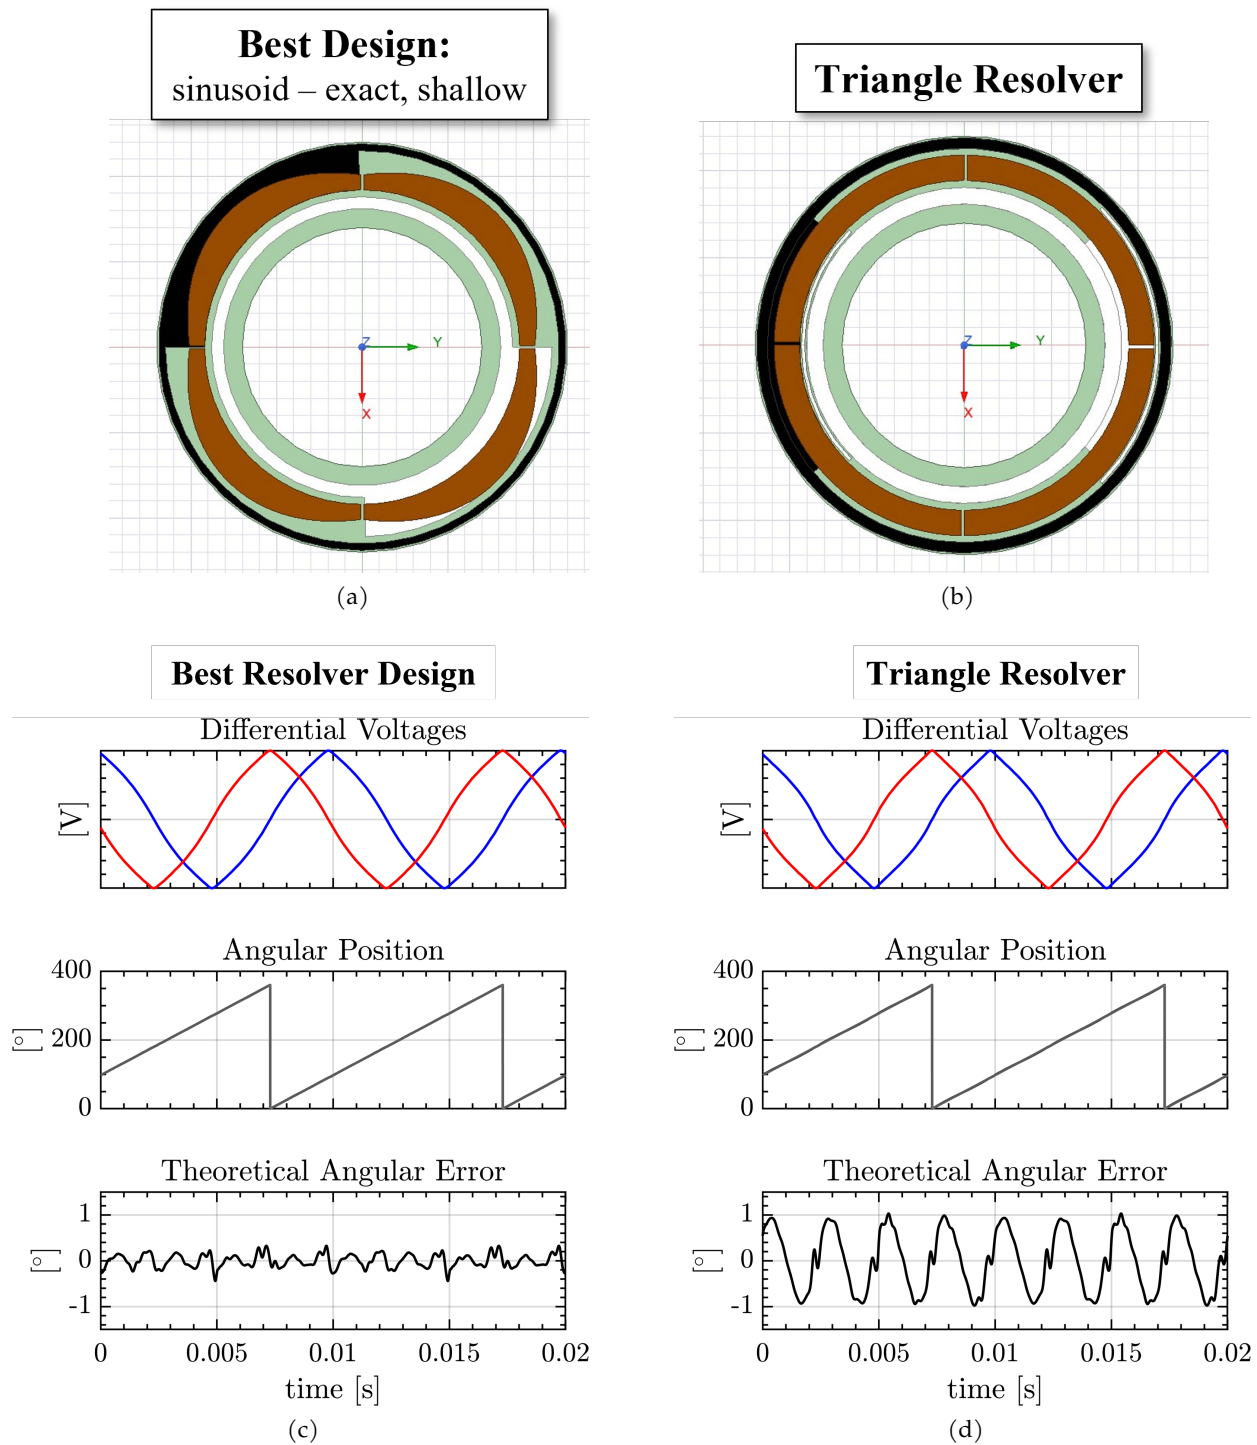 Best Design:
sinusoid – exact, shallow
Triangle Resolver
Z
Y
X
Z
Y
X
(a)
(b)
Best Resolver Design
Triangle Resolver
Differential Voltages
[V]
Differential Voltages
[V]
Angular Position
400
200
0
[°]
Angular Position
400
200
0
[°]
Theoretical Angular Error
1
0
-1
[°]
0
0.005
0.01
0.015
0.02
time [s]
Theoretical Angular Error
1
0
-1
[°]
0
0.005
0.01
0.015
0.02
time [s]
(c)
(d)